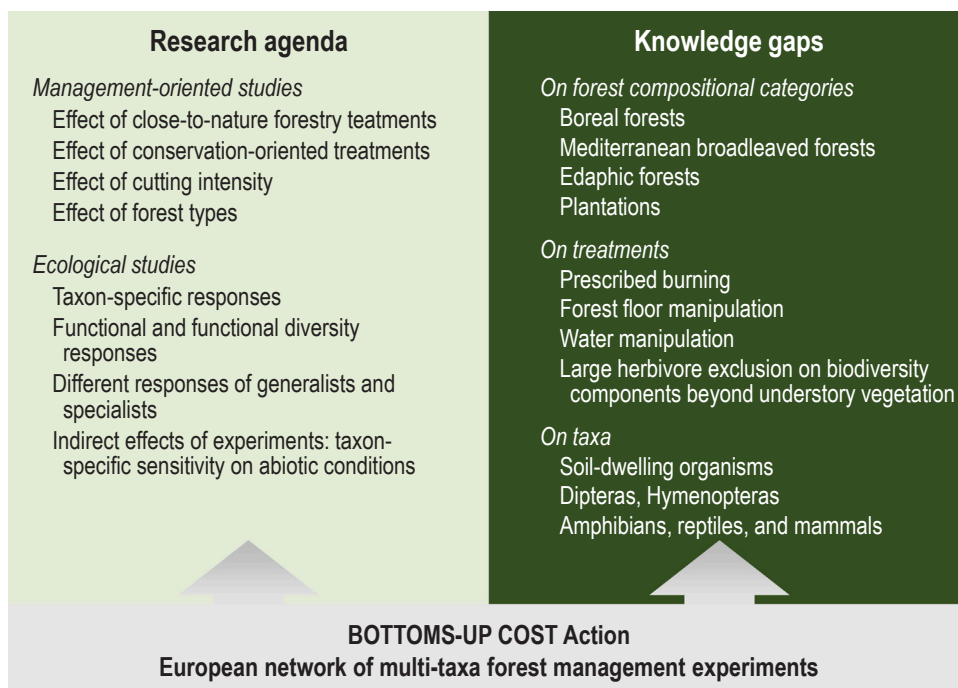 Research agenda
Management-oriented studies
Effect of close-to-nature forestry teatments
Effect of conservation-oriented treatments
Effect of cutting intensity
Effect of forest types
Ecological studies
Taxon-specific responses
Functional and functional diversity
responses
Different responses of generalists and
specialists
Indirect effects of experiments: taxon-
specific sensitivity on abiotic conditions
Knowledge gaps
On forest compositional categories
Boreal forests
Mediterranean broadleaved forests
Edaphic forests
Plantations
On treatments
Prescribed burning
Forest floor manipulation
Water manipulation
Large herbivore exclusion on biodiversity
components beyond understory vegetation
On taxa
Soil-dwelling organisms
Dipteras, Hymenopteras
Amphibians, reptiles, and mammals
BOTTOMS-UP COST Action
European network of multi-taxa forest management experiments